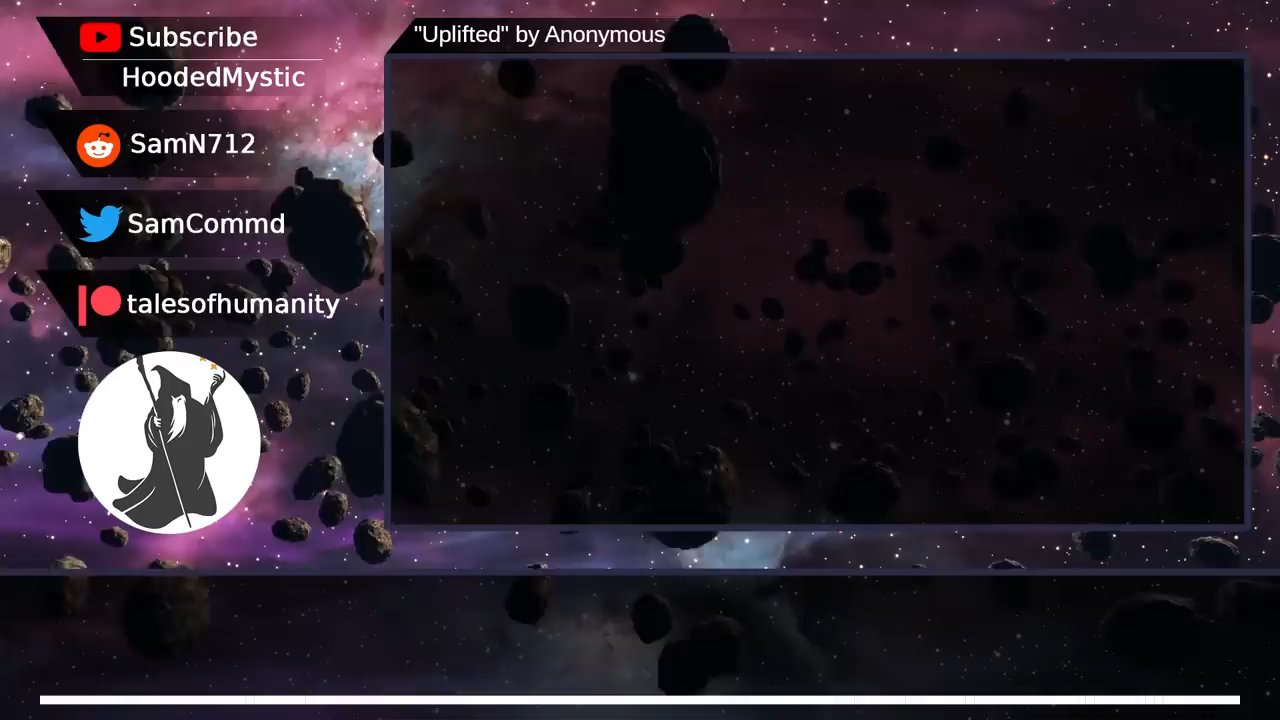 Subscribe
HoodedMystic
SamN712
SamCommd
talesofhumanity
"Uplifted" by Anonymous